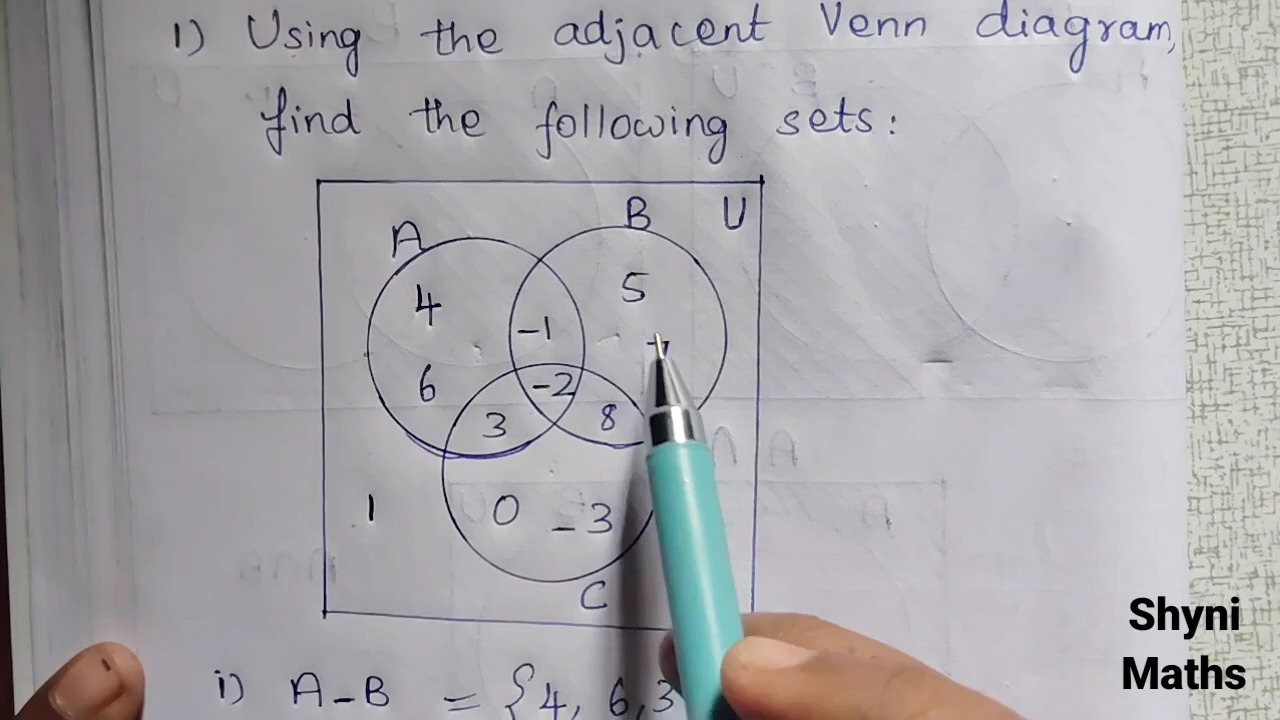 1) Using the adjacent Venn diagram,
find the following sets:
A B U
4 5
-1
6 -2
3 8
1 0 -3
C
i) A-B = {4, 6, 3
Shyni
Maths